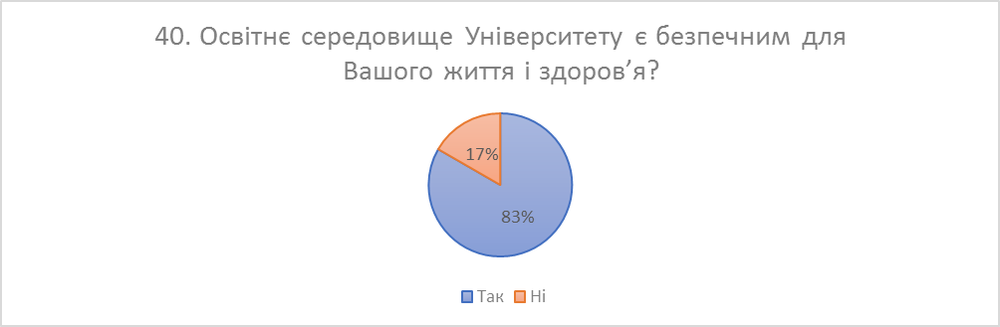 40. Освітнє середовище Університету є безпечним для
Вашого життя і здоров’я?
17%
83%
Так Ні